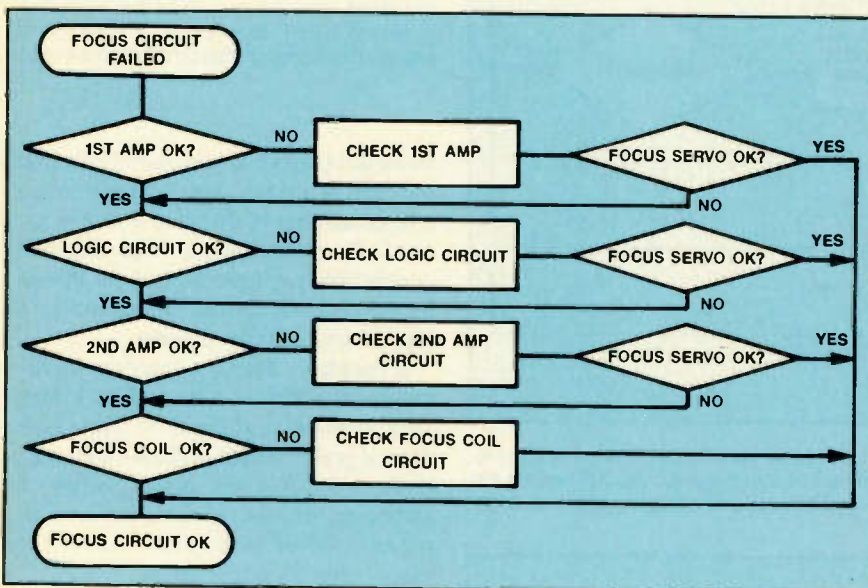 FOCUS CIRCUIT
FAILED
1ST AMP OK?
NO
CHECK 1ST AMP
FOCUS SERVO OK?
YES
YES
NO
LOGIC CIRCUIT OK?
NO
CHECK LOGIC CIRCUIT
FOCUS SERVO OK?
YES
YES
NO
2ND AMP OK?
NO
CHECK 2ND AMP
CIRCUIT
FOCUS SERVO OK?
YES
YES
NO
FOCUS COIL OK?
NO
CHECK FOCUS COIL
CIRCUIT
YES
FOCUS CIRCUIT OK